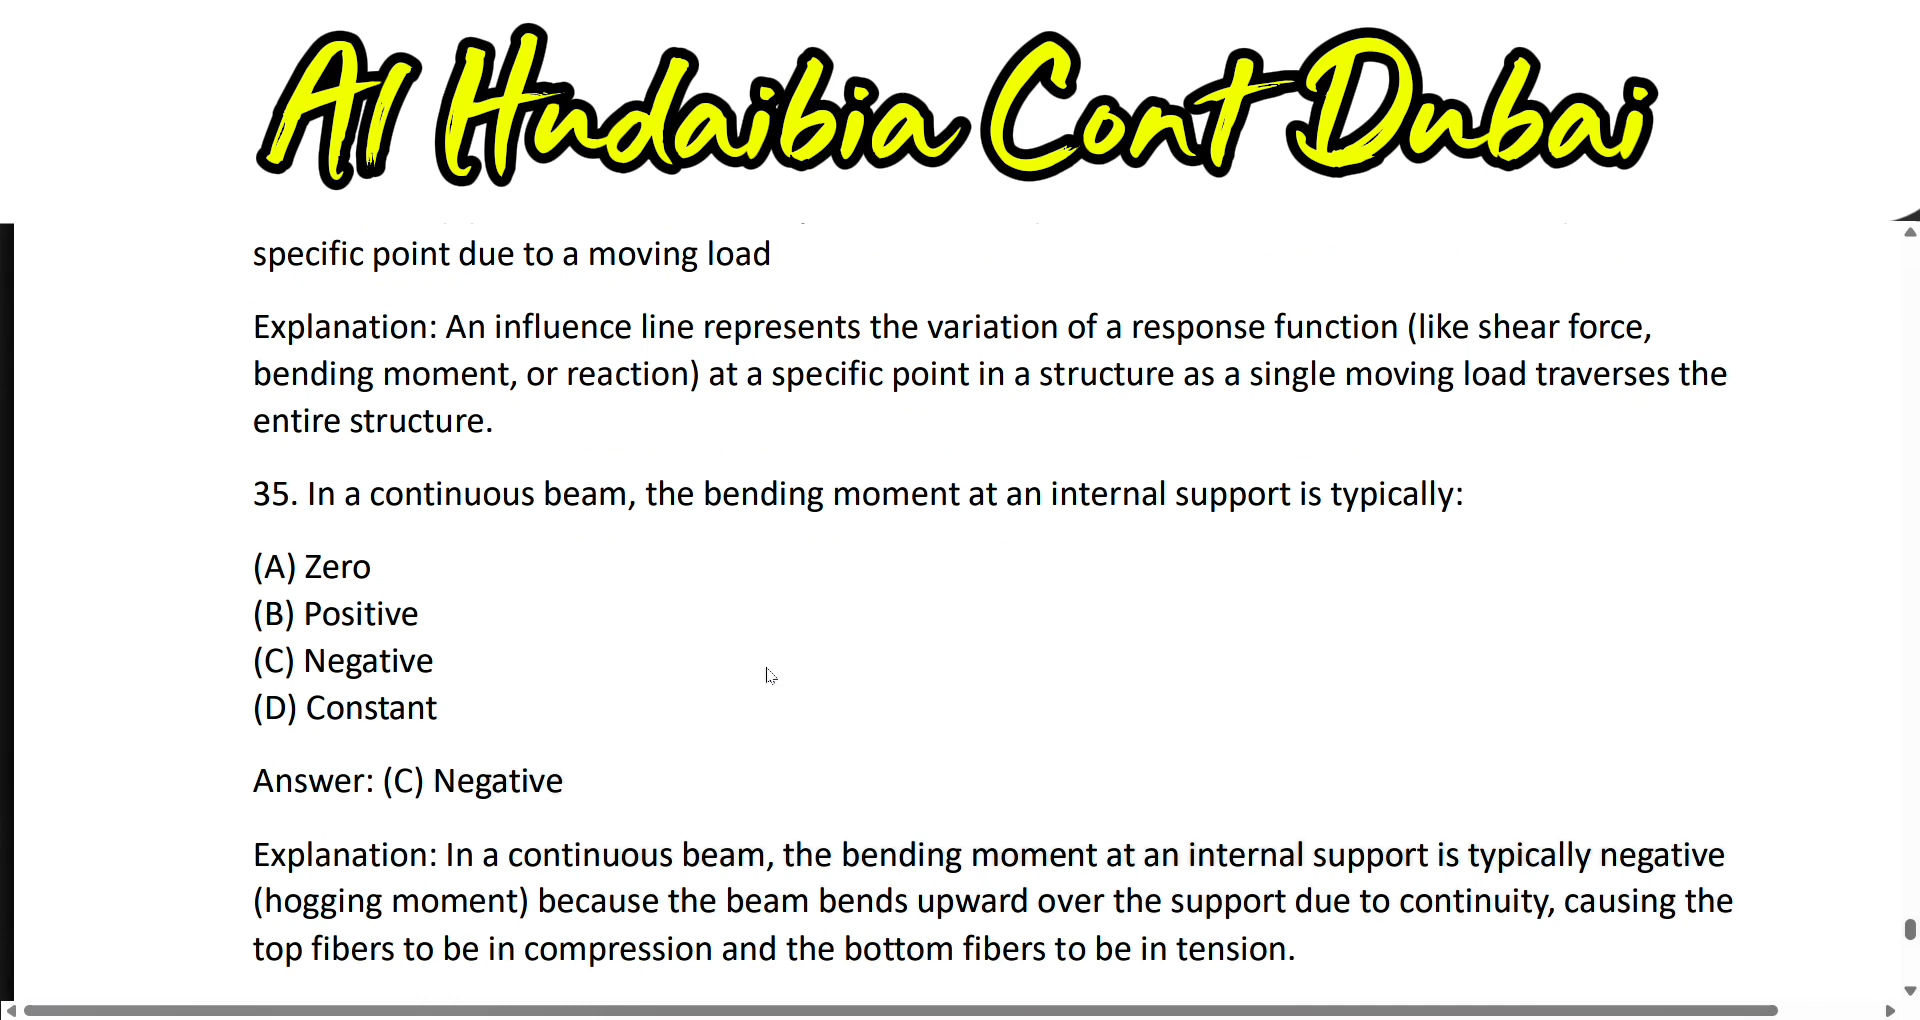 Al Hudaibia Cont Dubai
specific point due to a moving load
Explanation: An influence line represents the variation of a response function (like shear force,
bending moment, or reaction) at a specific point in a structure as a single moving load traverses the
entire structure.
35. In a continuous beam, the bending moment at an internal support is typically:
(A) Zero
(B) Positive
(C) Negative
(D) Constant
Answer: (C) Negative
Explanation: In a continuous beam, the bending moment at an internal support is typically negative
(hogging moment) because the beam bends upward over the support due to continuity, causing the
top fibers to be in compression and the bottom fibers to be in tension.